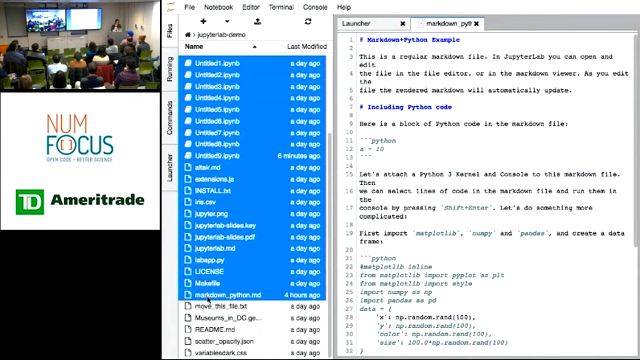 File Notebook Editor Terminal Console Help
Files
Running
Commands
Launcher
jupyterlab-demo
Name Last Modified
Untitled1.ipynb a day ago
Untitled2.ipynb a day ago
Untitled3.ipynb a day ago
Untitled4.ipynb a day ago
Untitled5.ipynb a day ago
Untitled6.ipynb a day ago
Untitled7.ipynb a day ago
Untitled8.ipynb a day ago
Untitled9.ipynb 6 minutes ago
altair.md a day ago
extensions.js a day ago
INSTALL.txt a day ago
iris.csv a day ago
jupyter.png a day ago
jupyterlab-slides.key a day ago
jupyterlab-slides.pdf a day ago
jupyterlab.md a day ago
labapp.py a day ago
LICENSE a day ago
Makefile a day ago
markdown_python.md 4 hours ago
move_this_file.txt a day ago
Museums_in_DC.ge... a day ago
README.md a day ago
scatter_opacity.json a day ago
variablesdark.css a day ago
Launcher × markdown_pytl ×
1 # Markdown+Python Example
2
3 This is a regular markdown file. In JupyterLab you can open and
edit
4 the file in the file editor, or in the markdown viewer. As you edit
the
5 file the rendered markdown will automatically update.
6
7 # Including Python code
8
9 Here is a block of Python code in the markdown file:
10
11 ```python
12 a = 10
13 ```
14
15 Let's attach a Python 3 Kernel and Console to this markdown file.
Then
16 we can select lines of code in the markdown file and run them in
the
17 console by pressing `Shift+Enter`. Let's do something more
complicated:
18
19 First import `matplotlib`, `numpy` and `pandas`, and create a data
frame:
20
21 ```python
22 %matplotlib inline
23 from matplotlib import pyplot as plt
24 from matplotlib import style
25 import numpy as np
26 import pandas as pd
27 data = {
28 'x': np.random.rand(100),
29 'y': np.random.rand(100),
30 'color': np.random.rand(100),
31 'size': 100.0*np.random.rand(100)
32 }
NUM
FOCUS
OPEN CODE = BETTER SCIENCE
TD Ameritrade